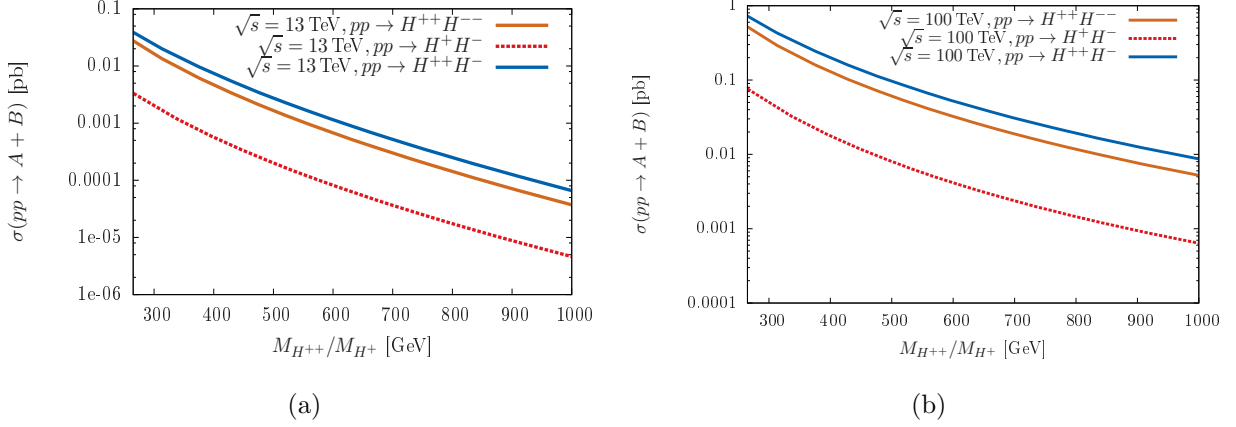 σ(pp → A + B) [pb]
0.1
0.01
0.001
0.0001
1e-05
1e-06
√s = 13 TeV, pp → H⁺⁺H⁻⁻
√s = 13 TeV, pp → H⁺H⁻
√s = 13 TeV, pp → H⁺⁺H⁻
300 400 500 600 700 800 900 1000
M_{H⁺⁺}/M_{H⁺} [GeV]
(a)
σ(pp → A + B) [pb]
1
0.1
0.01
0.001
0.0001
√s = 100 TeV, pp → H⁺⁺H⁻⁻
√s = 100 TeV, pp → H⁺H⁻
√s = 100 TeV, pp → H⁺⁺H⁻
300 400 500 600 700 800 900 1000
M_{H⁺⁺}/M_{H⁺} [GeV]
(b)